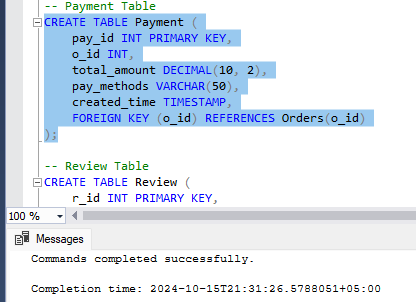 -- Payment Table
CREATE TABLE Payment (
pay_id INT PRIMARY KEY,
o_id INT,
total_amount DECIMAL(10, 2),
pay_methods VARCHAR(50),
created_time TIMESTAMP,
FOREIGN KEY (o_id) REFERENCES Orders(o_id)
);
-- Review Table
CREATE TABLE Review (
r_id INT PRIMARY KEY,
100 %
Messages
Commands completed successfully.
Completion time: 2024-10-15T21:31:26.5788051+05:00